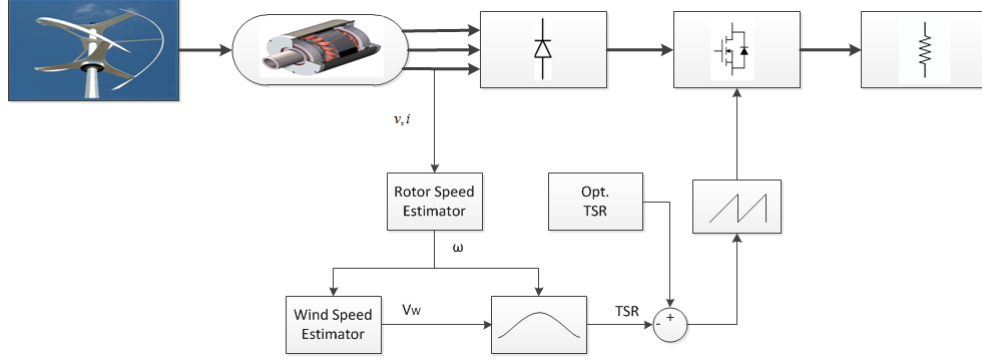 v,i
Rotor Speed
Estimator
Opt.
TSR
ω
Wind Speed
Estimator
Vw
TSR
+
-